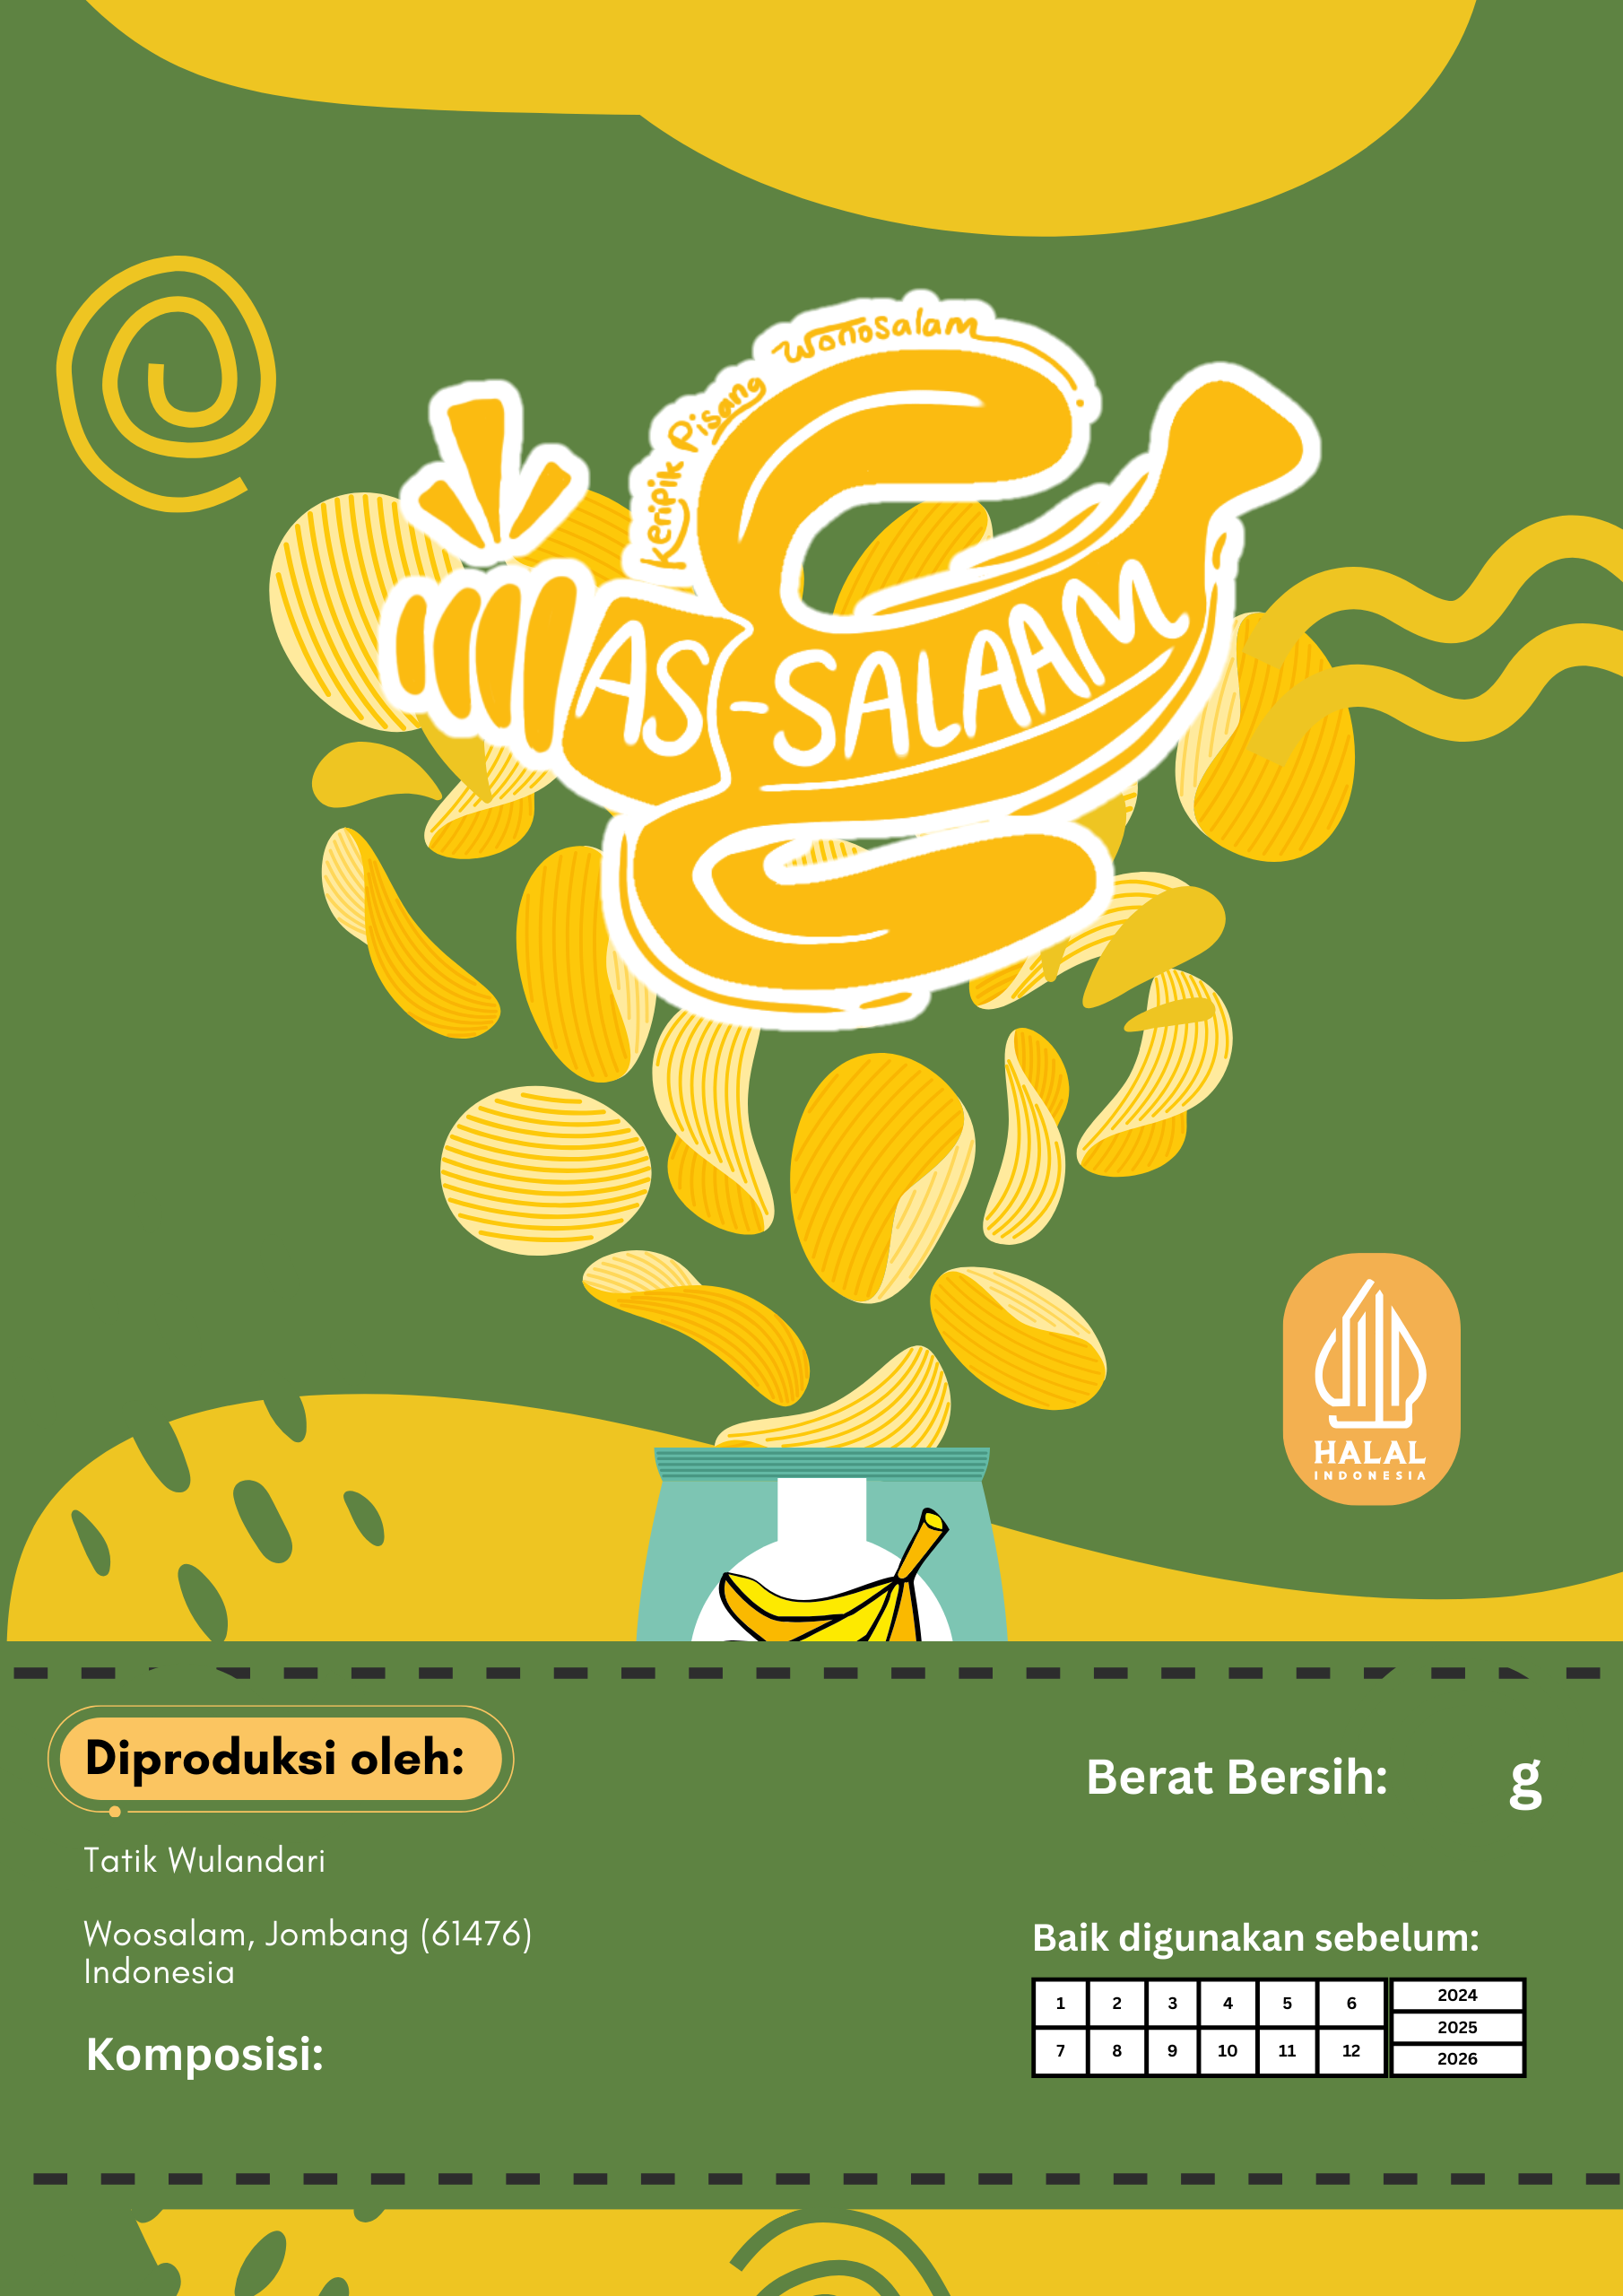 Keripik Pisang Wonosalam
AS-SALAAM
HALAL
INDONESIA
Diproduksi oleh:
Berat Bersih: g
Tatik Wulandari
Woosalam, Jombang (61476)
Indonesia
Baik digunakan sebelum:
1 2 3 4 5 6 2024
2025
7 8 9 10 11 12 2026
Komposisi: